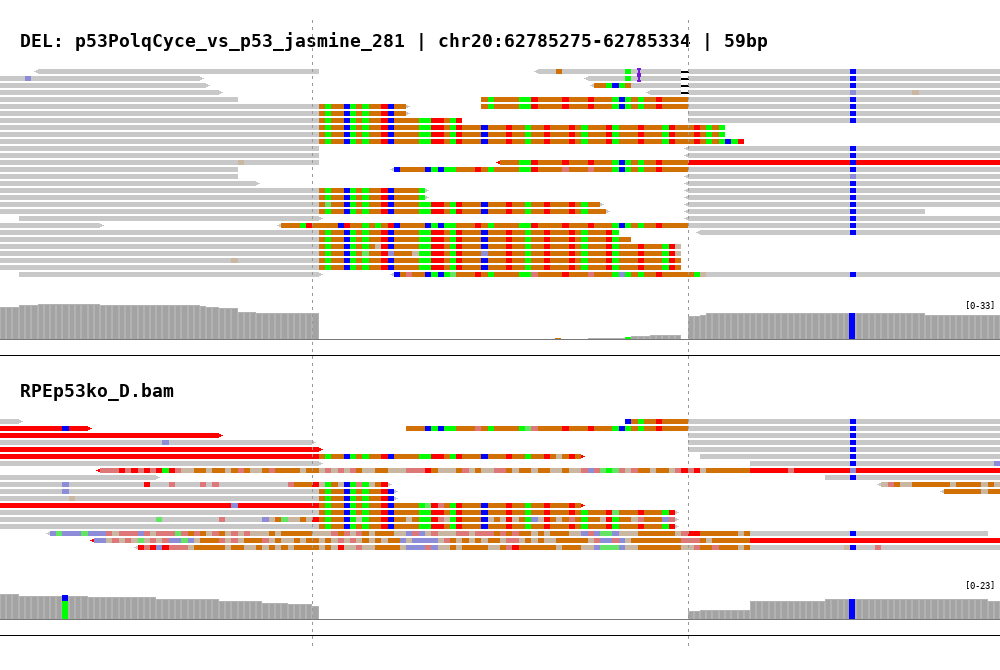 DEL: p53PolqCyce_vs_p53_jasmine_281 | chr20:62785275-62785334 | 59bp
[0-33]
RPEp53ko_D.bam
[0-23]